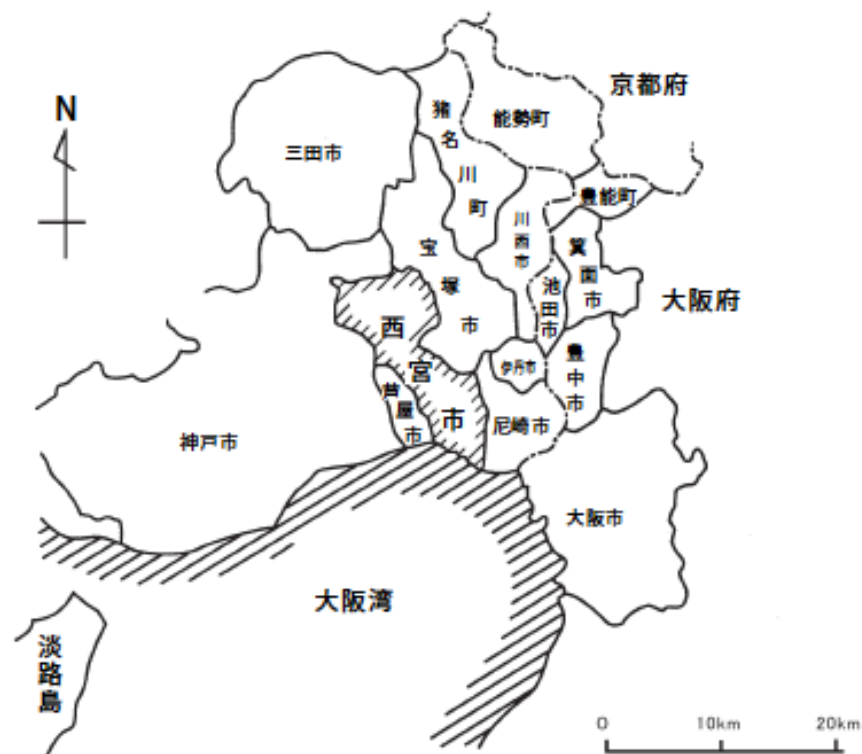 N
京都府
猪名川町
能勢町
三田市
豊能町
川西市
箕面市
宝塚市
池田市
大阪府
西宮市
伊丹市
豊中市
芦屋市
尼崎市
神戸市
大阪市
大阪湾
淡路島
0 10km 20km